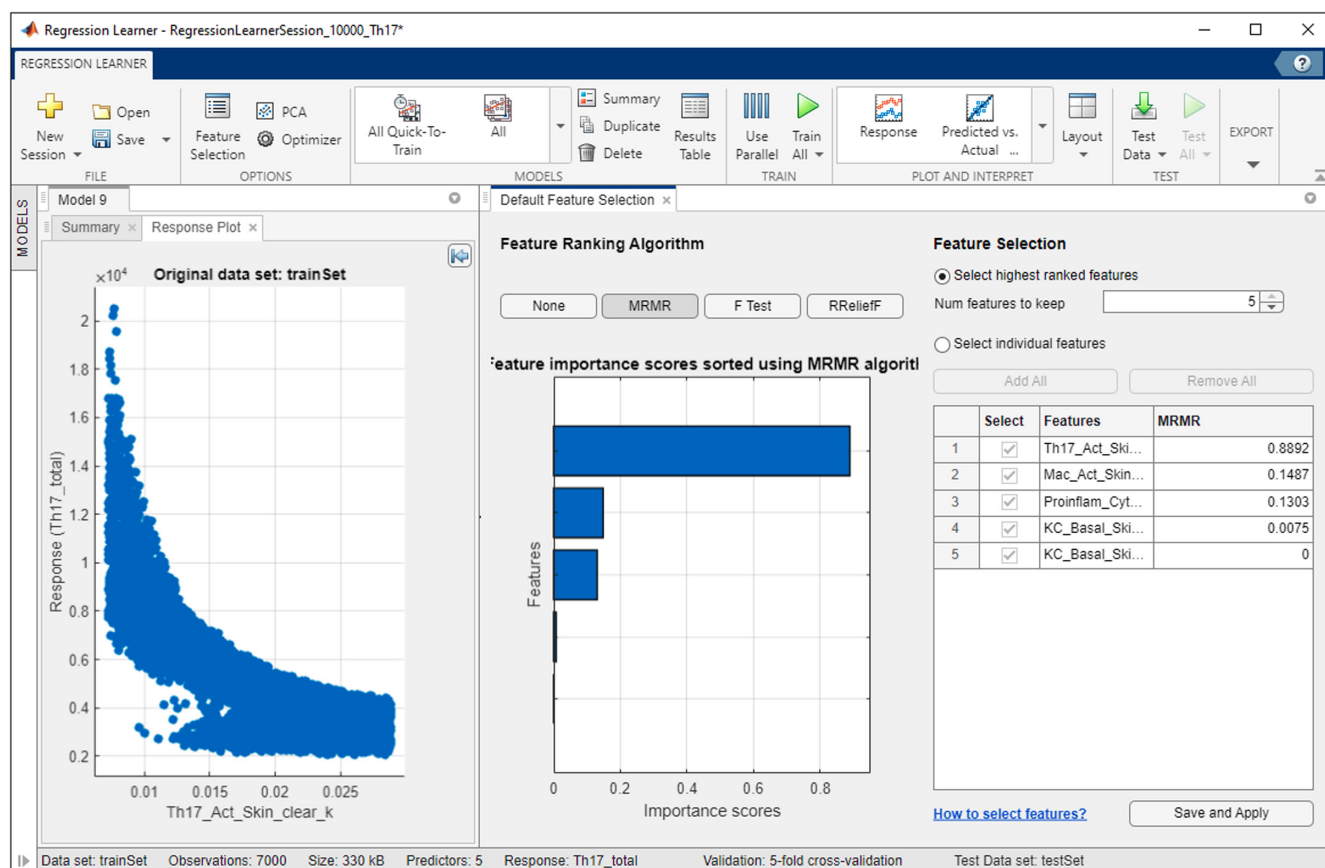 Regression Learner - RegressionLearnerSession_10000_Th17*
REGRESSION LEARNER
New Session
Open
Save
FILE
Feature Selection
PCA
Optimizer
OPTIONS
All Quick-To-Train
All
Summary
Duplicate
Delete
Results Table
MODELS
Use Parallel
Train All
TRAIN
Response
Predicted vs. Actual ...
Layout
PLOT AND INTERPRET
Test Data
Test All
TEST
EXPORT
MODELS
Model 9
Summary
Response Plot
×10⁴
Original data set: trainSet
2
1.8
1.6
1.4
1.2
1
0.8
0.6
0.4
0.2
Response (Th17_total)
0.01 0.015 0.02 0.025
Th17_Act_Skin_clear_k
Default Feature Selection
Feature Ranking Algorithm
None MRMR F Test RReliefF
Feature importance scores sorted using MRMR algorit
Features
0 0.2 0.4 0.6 0.8
Importance scores
Feature Selection
Select highest ranked features
Num features to keep 5
Select individual features
Add All Remove All
Select Features MRMR
1 Th17_Act_Ski... 0.8892
2 Mac_Act_Skin... 0.1487
3 Proinflam_Cyt... 0.1303
4 KC_Basal_Ski... 0.0075
5 KC_Basal_Ski... 0
How to select features? Save and Apply
Data set: trainSet Observations: 7000 Size: 330 kB Predictors: 5 Response: Th17_total Validation: 5-fold cross-validation Test Data set: testSet